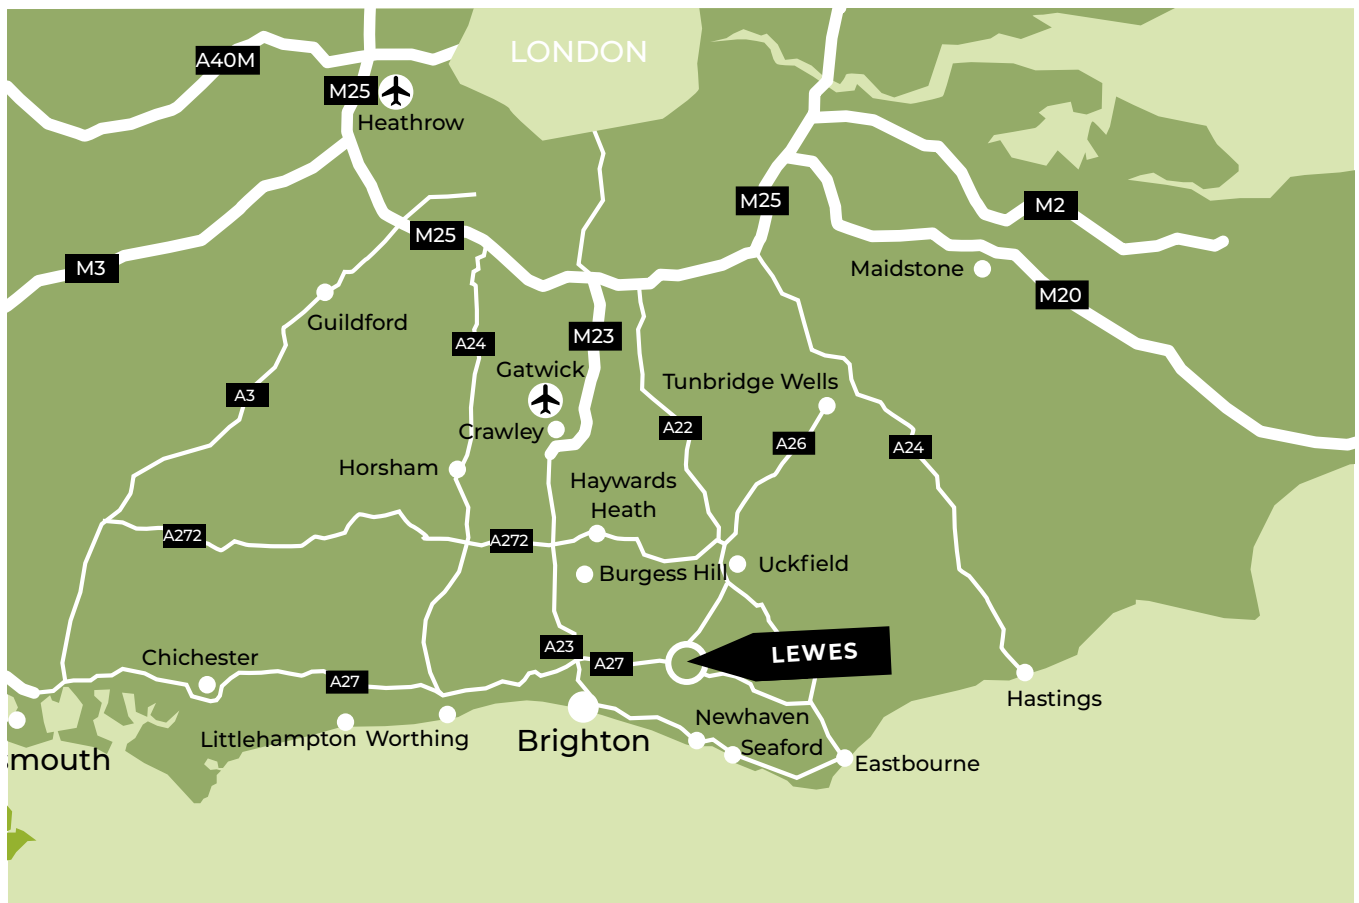 LONDON
A40M
M25
Heathrow
M25
M2
M25
M3
Maidstone
M20
Guildford
M23
A24
Gatwick
Tunbridge Wells
A3
A22
Crawley
A26
A24
Horsham
Haywards
Heath
A272
A272
Uckfield
Burgess Hill
A23
LEWES
Chichester
A27
A27
Hastings
Newhaven
Littlehampton
Worthing
Brighton
Seaford
smouth
Eastbourne